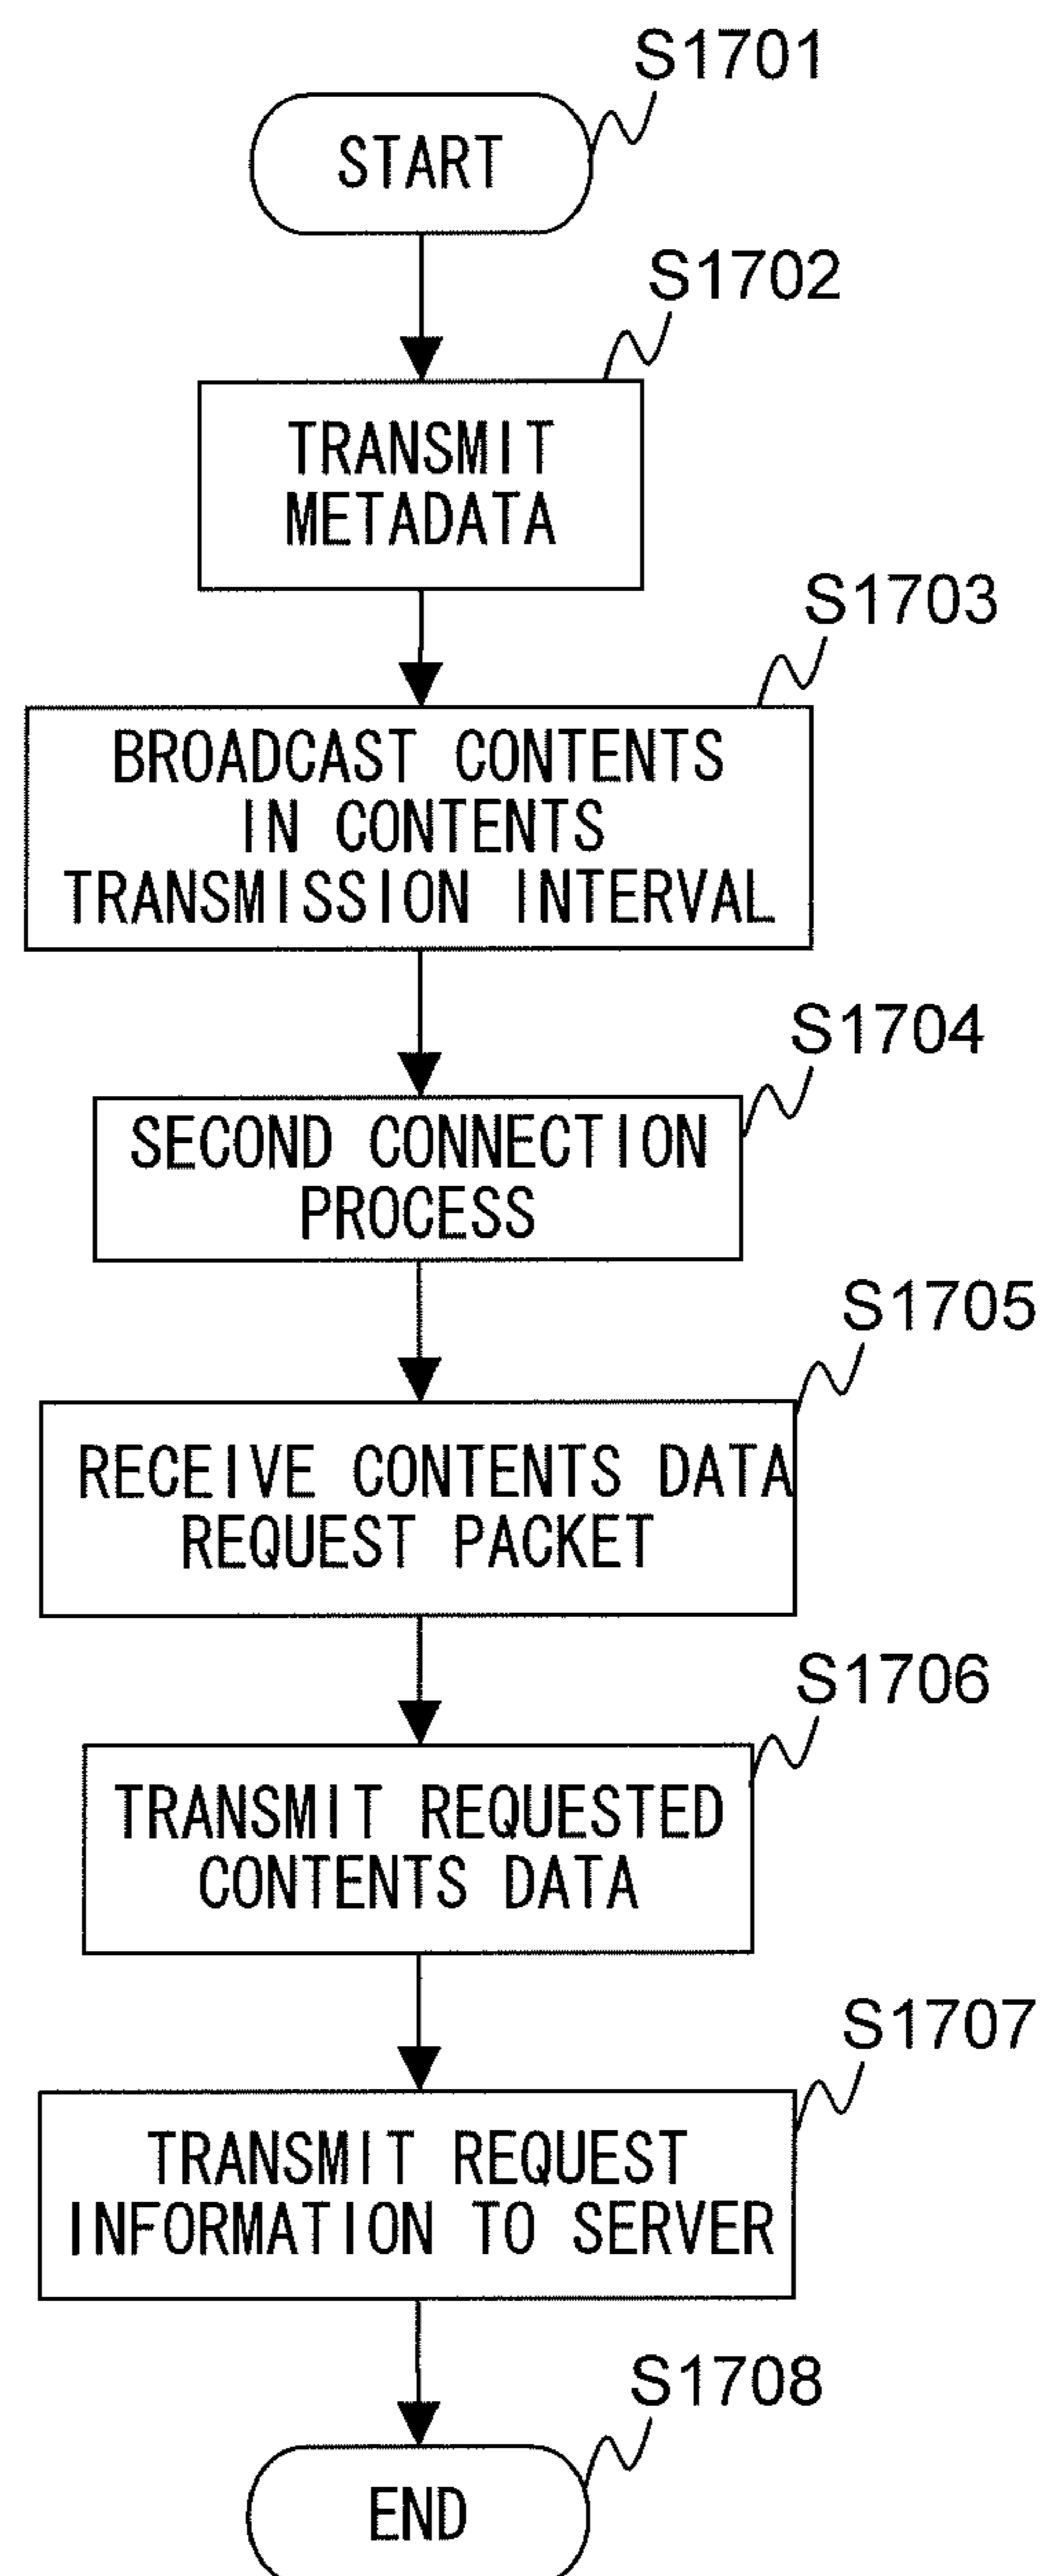 S1701
START
S1702
TRANSMIT
METADATA
S1703
BROADCAST CONTENTS
IN CONTENTS
TRANSMISSION INTERVAL
S1704
SECOND CONNECTION
PROCESS
S1705
RECEIVE CONTENTS DATA
REQUEST PACKET
S1706
TRANSMIT REQUESTED
CONTENTS DATA
S1707
TRANSMIT REQUEST
INFORMATION TO SERVER
S1708
END